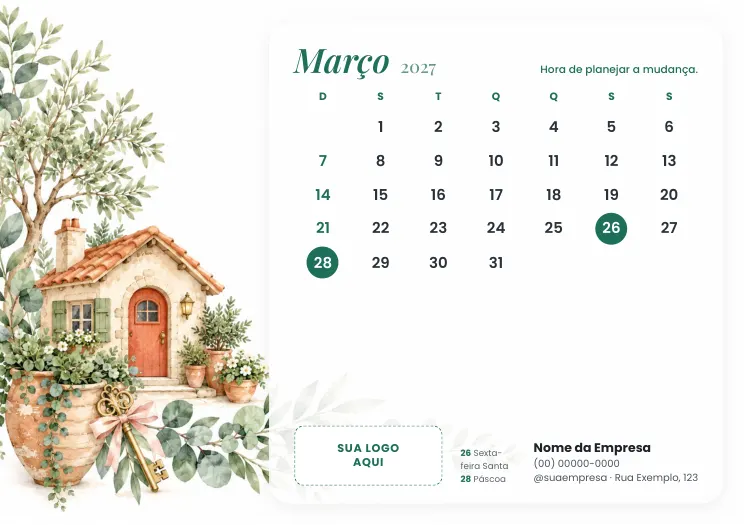 Março 2027
Hora de planejar a mudança.
D S T Q Q S S
1 2 3 4 5 6
7 8 9 10 11 12 13
14 15 16 17 18 19 20
21 22 23 24 25 26 27
28 29 30 31
SUA LOGO
AQUI
26 Sexta-
feira Santa
28 Páscoa
Nome da Empresa
(00) 00000-0000
@suaempresa · Rua Exemplo, 123